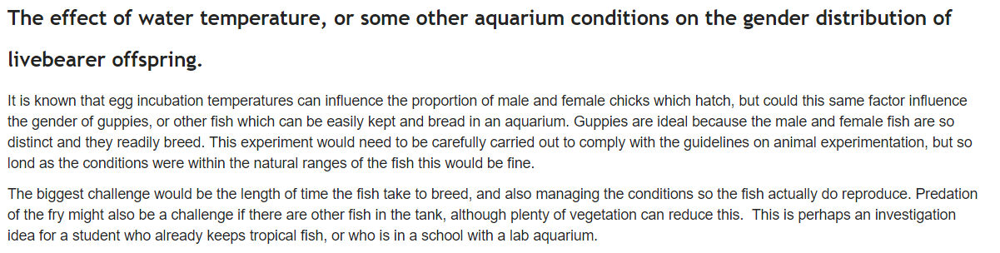 The effect of water temperature, or some other aquarium conditions on the gender distribution of
livebearer offspring.
It is known that egg incubation temperatures can influence the proportion of male and female chicks which hatch, but could this same factor influence
the gender of guppies, or other fish which can be easily kept and bread in an aquarium. Guppies are ideal because the male and female fish are so
distinct and they readily breed. This experiment would need to be carefully carried out to comply with the guidelines on animal experimentation, but so
lond as the conditions were within the natural ranges of the fish this would be fine.
The biggest challenge would be the length of time the fish take to breed, and also managing the conditions so the fish actually do reproduce. Predation
of the fry might also be a challenge if there are other fish in the tank, although plenty of vegetation can reduce this.  This is perhaps an investigation
idea for a student who already keeps tropical fish, or who is in a school with a lab aquarium.